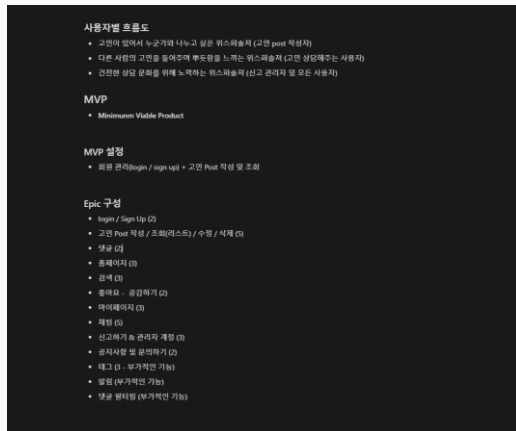 사용자별 흐름도
• 고민이 있어서 누군가와 나누고 싶은 위스파솔져 (고민 post 작성자)
• 다른 사람의 고민을 들어주며 뿌듯함을 느끼는 위스파솔져 (고민 상담해주는 사용자)
• 건전한 상담 문화를 위해 노력하는 위스파솔져 (신고 관리자 및 모든 사용자)
MVP
• Minimunm Viable Product
MVP 설정
• 회원 관리(login / sign up) + 고민 Post 작성 및 조회
Epic 구성
• login / Sign Up (2)
• 고민 Post 작성 / 조회(리스트) / 수정 / 삭제 (5)
• 댓글 (2)
• 홈페이지 (3)
• 검색 (3)
• 좋아요 - 공감하기 (2)
• 마이페이지 (3)
• 채팅 (5)
• 신고하기 & 관리자 계정 (3)
• 공지사항 및 문의하기 (2)
• 태그 (3 - 부가적인 기능)
• 알림 (부가적인 기능)
• 댓글 필터링 (부가적인 기능)